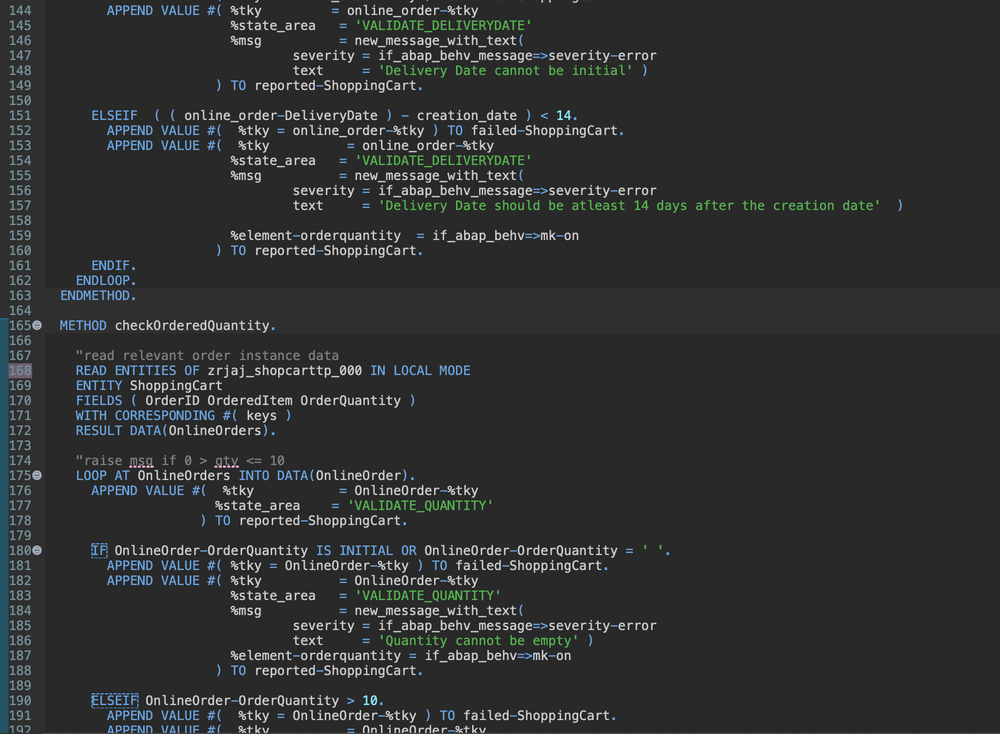 144 APPEND VALUE #( %tky = online_order-%tky
145 %state_area = 'VALIDATE_DELIVERYDATE'
146 %msg = new_message_with_text(
147 severity = if_abap_behv_message=>severity-error
148 text = 'Delivery Date cannot be initial' )
149 ) TO reported-ShoppingCart.
150
151 ELSEIF ( ( online_order-DeliveryDate ) - creation_date ) < 14.
152 APPEND VALUE #( %tky = online_order-%tky ) TO failed-ShoppingCart.
153 APPEND VALUE #( %tky = online_order-%tky
154 %state_area = 'VALIDATE_DELIVERYDATE'
155 %msg = new_message_with_text(
156 severity = if_abap_behv_message=>severity-error
157 text = 'Delivery Date should be atleast 14 days after the creation date' )
158
159 %element-orderquantity = if_abap_behv=>mk-on
160 ) TO reported-ShoppingCart.
161 ENDIF.
162 ENDLOOP.
163 ENDMETHOD.
164
165 METHOD checkOrderedQuantity.
166
167 "read relevant order instance data
168 READ ENTITIES OF zrjaj_shopcarttp_000 IN LOCAL MODE
169 ENTITY ShoppingCart
170 FIELDS ( OrderID OrderedItem OrderQuantity )
171 WITH CORRESPONDING #( keys )
172 RESULT DATA(OnlineOrders).
173
174 "raise msg if 0 > qty <= 10
175 LOOP AT OnlineOrders INTO DATA(OnlineOrder).
176 APPEND VALUE #( %tky = OnlineOrder-%tky
177 %state_area = 'VALIDATE_QUANTITY'
178 ) TO reported-ShoppingCart.
179
180 IF OnlineOrder-OrderQuantity IS INITIAL OR OnlineOrder-OrderQuantity = ' '.
181 APPEND VALUE #( %tky = OnlineOrder-%tky ) TO failed-ShoppingCart.
182 APPEND VALUE #( %tky = OnlineOrder-%tky
183 %state_area = 'VALIDATE_QUANTITY'
184 %msg = new_message_with_text(
185 severity = if_abap_behv_message=>severity-error
186 text = 'Quantity cannot be empty' )
187 %element-orderquantity = if_abap_behv=>mk-on
188 ) TO reported-ShoppingCart.
189
190 ELSEIF OnlineOrder-OrderQuantity > 10.
191 APPEND VALUE #( %tky = OnlineOrder-%tky ) TO failed-ShoppingCart.
192 APPEND VALUE #( %tky = OnlineOrder-%tky